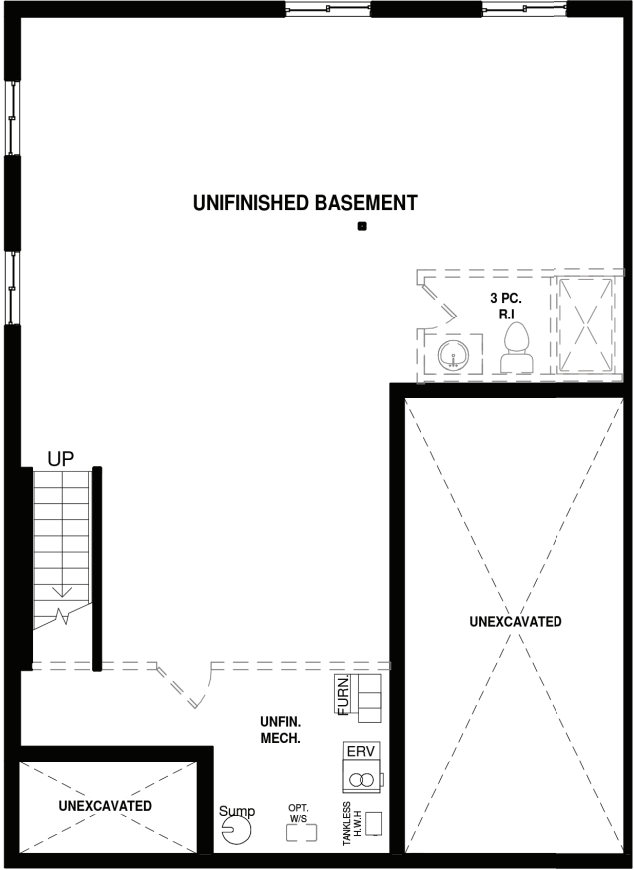 UNIFINISHED BASEMENT
3 PC.
R.I
UP
UNEXCAVATED
FURN.
UNFIN.
MECH.
ERV
UNEXCAVATED
Sump
OPT.
W/S
TANKLESS
H.W.H